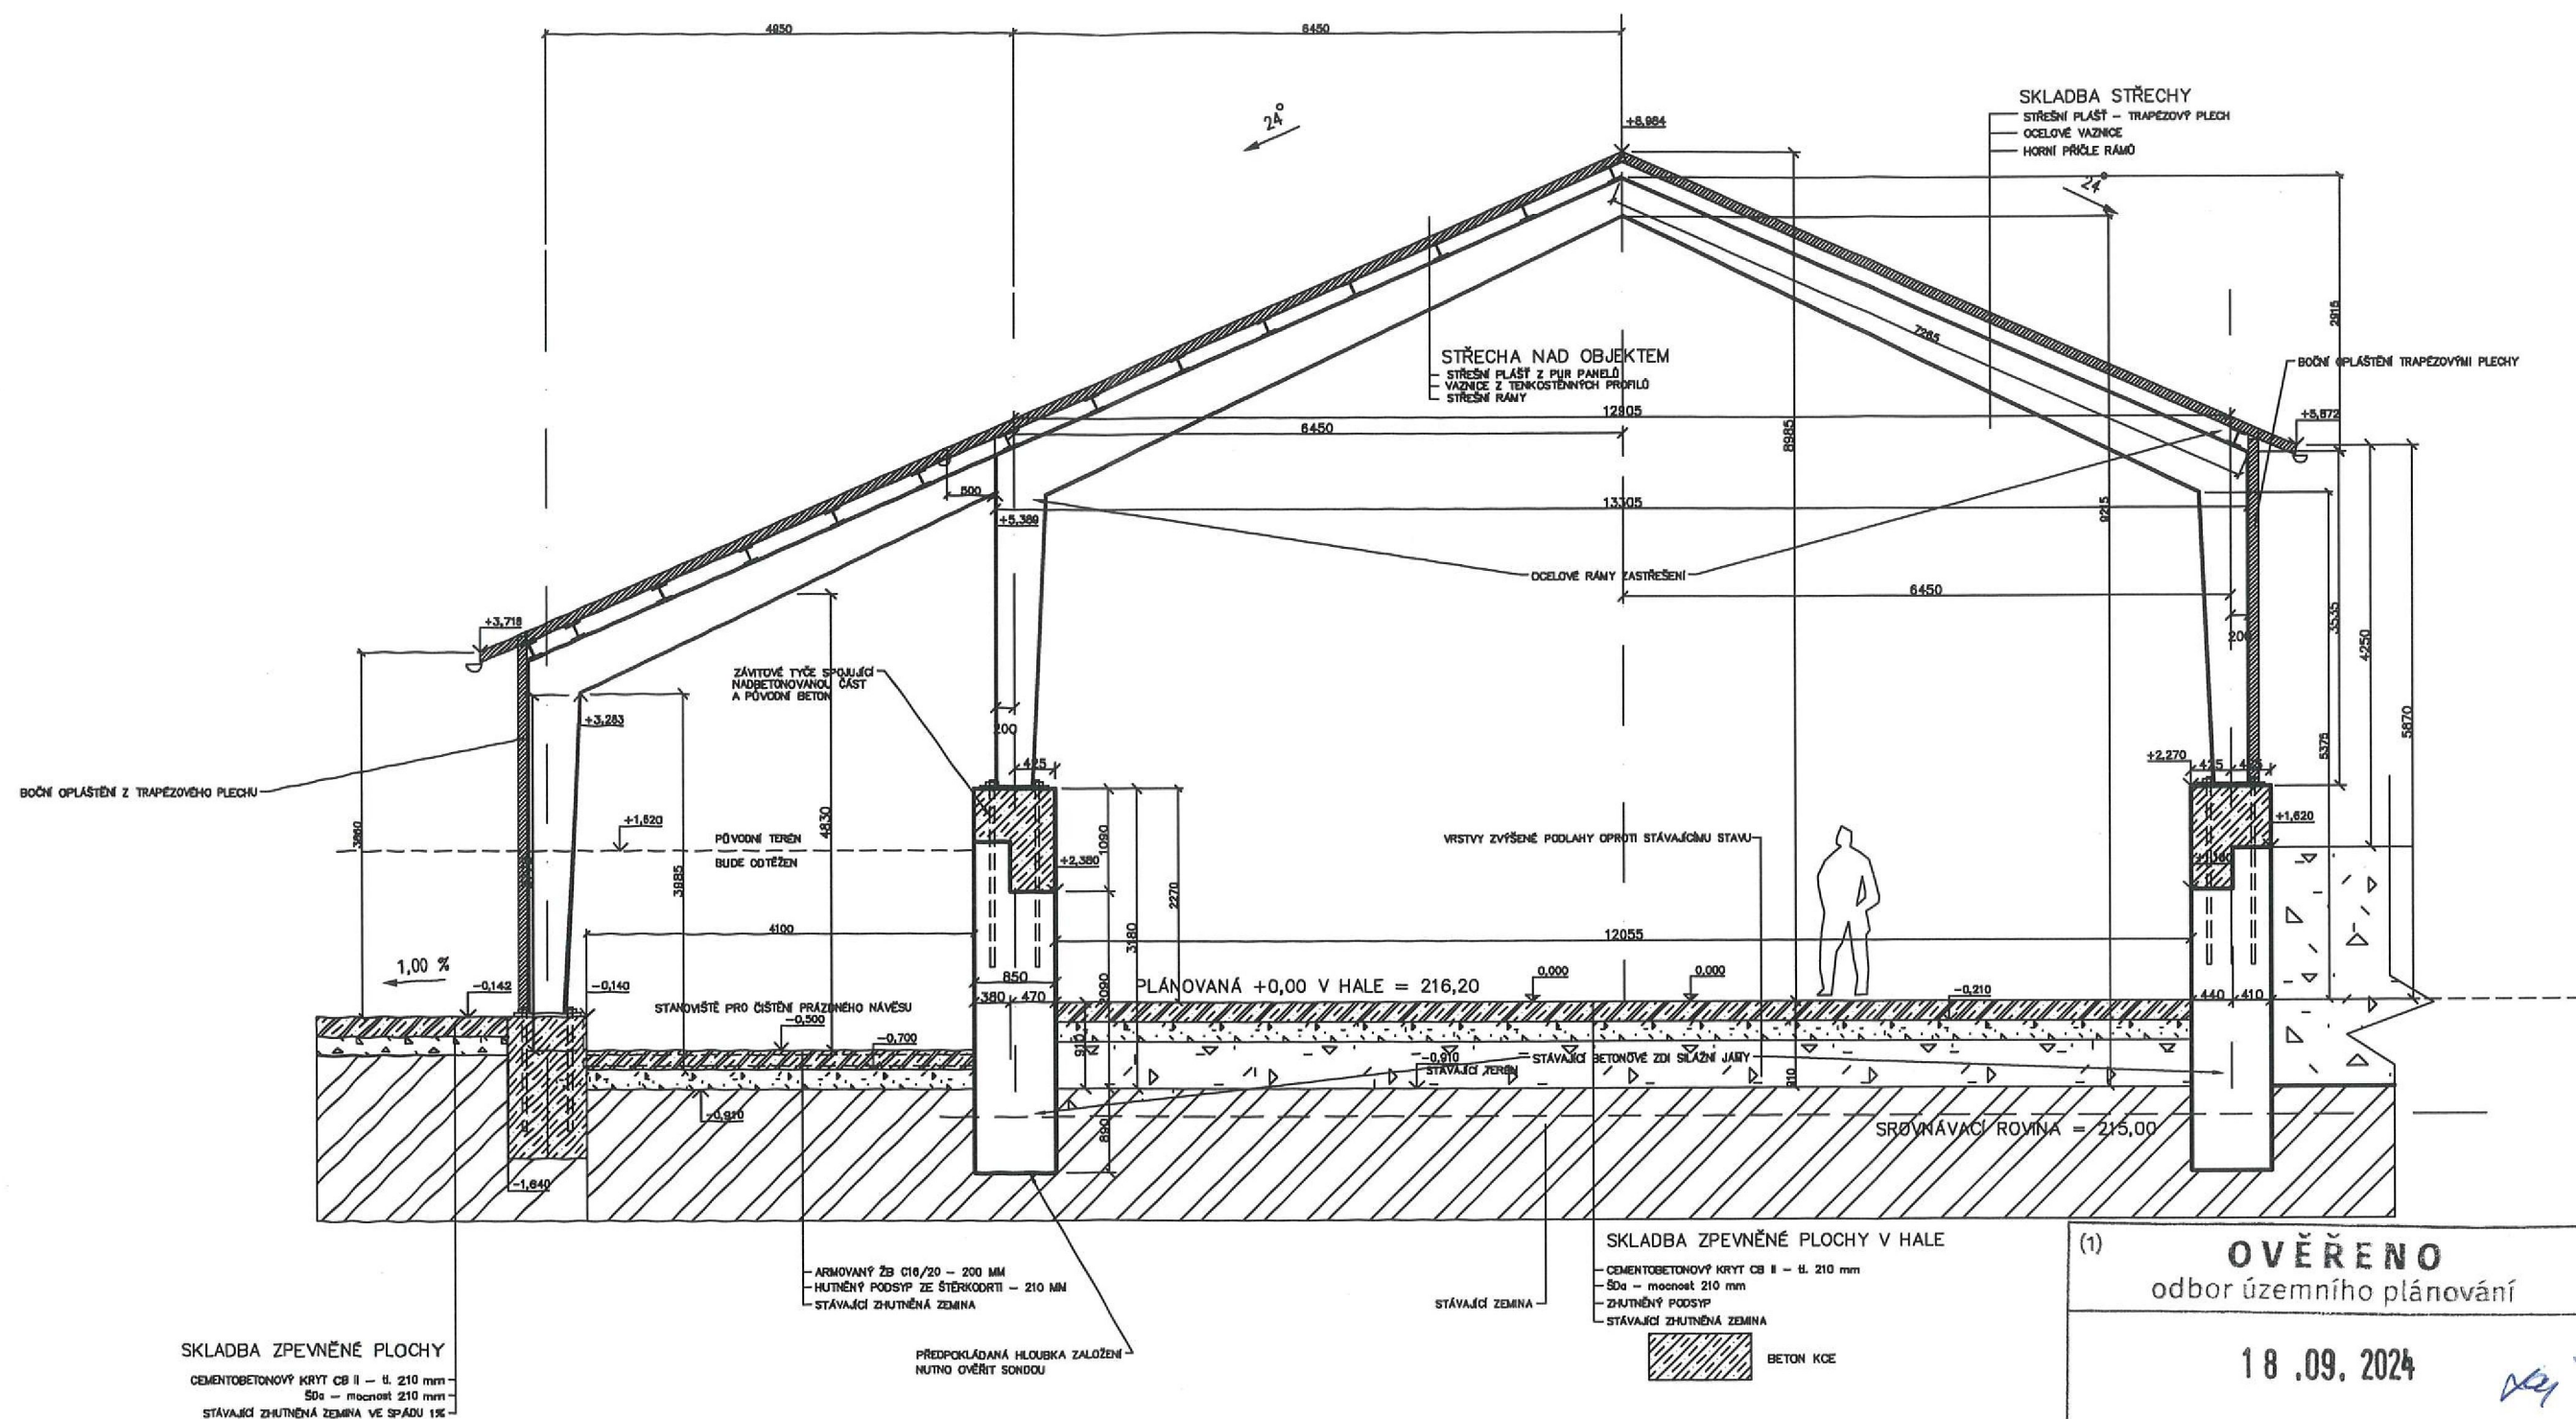 4850
6450
24°
+8,984
SKLADBA STŘECHY
STŘEŠNÍ PLÁŠŤ – TRAPÉZOVÝ PLECH
OCELOVÉ VAZNICE
HORNÍ PŘÍČLE RÁMŮ
24°
2915
7265
STŘECHA NAD OBJEKTEM
STŘEŠNÍ PLÁŠŤ Z PUR PANELŮ
VAZNICE Z TENKOSTĚNNÝCH PROFILŮ
STŘEŠNÍ RÁMY
BOČNÍ OPLÁŠTĚNÍ TRAPÉZOVÝMI PLECHY
12905
+5,872
6450
8985
500
13305
9215
+5,389
OCELOVÉ RÁMY ZASTŘEŠENÍ
6450
3535
4250
200
+3,718
ZÁVITOVÉ TYČE SPOJUJÍCÍ
NADBETONOVANOU ČÁST
A PŮVODNÍ BETON
+3,283
200
5375
5870
425
+2,270
425
BOČNÍ OPLÁŠTĚNÍ Z TRAPÉZOVÉHO PLECHU
3860
+1,520
PŮVODNÍ TERÉN
BUDE ODTĚŽEN
4830
3985
1090
+2,380
2270
VRSTVY ZVÝŠENÉ PODLAHY OPROTI STÁVAJÍCÍMU STAVU
+1,620
4100
3180
12055
1,00 %
850
380
470
2090
PLÁNOVANÁ +0,00 V HALE = 216,20
0,000
0,000
-0,210
440
410
-0,142
-0,140
STANOVIŠTĚ PRO ČIŠTĚNÍ PRÁZDNÉHO NÁVĚSU
-0,500
-0,700
910
-0,910
STÁVAJÍCÍ TERÉN
STÁVAJÍCÍ BETONOVÉ ZDI SILÁŽNÍ JÁMY
910
-0,910
890
SROVNÁVACÍ ROVINA = 215,00
-1,640
ARMOVANÝ ŽB C16/20 – 200 MM
HUTNĚNÝ PODSYP ZE ŠTĚRKODRTI – 210 MM
STÁVAJÍCÍ ZHUTNĚNÁ ZEMINA
STÁVAJÍCÍ ZEMINA
SKLADBA ZPEVNĚNÉ PLOCHY V HALE
CEMENTOBETONOVÝ KRYT CB II – tl. 210 mm
ŠDa – mocnost 210 mm
ZHUTNĚNÝ PODSYP
STÁVAJÍCÍ ZHUTNĚNÁ ZEMINA
BETON KCE
PŘEDPOKLÁDANÁ HLOUBKA ZALOŽENÍ
NUTNO OVĚŘIT SONDOU
SKLADBA ZPEVNĚNÉ PLOCHY
CEMENTOBETONOVÝ KRYT CB II – tl. 210 mm
ŠDa – mocnost 210 mm
STÁVAJÍCÍ ZHUTNĚNÁ ZEMINA VE SPÁDU 1%
(1)
OVĚŘENO
odbor územního plánování
18.09.2024